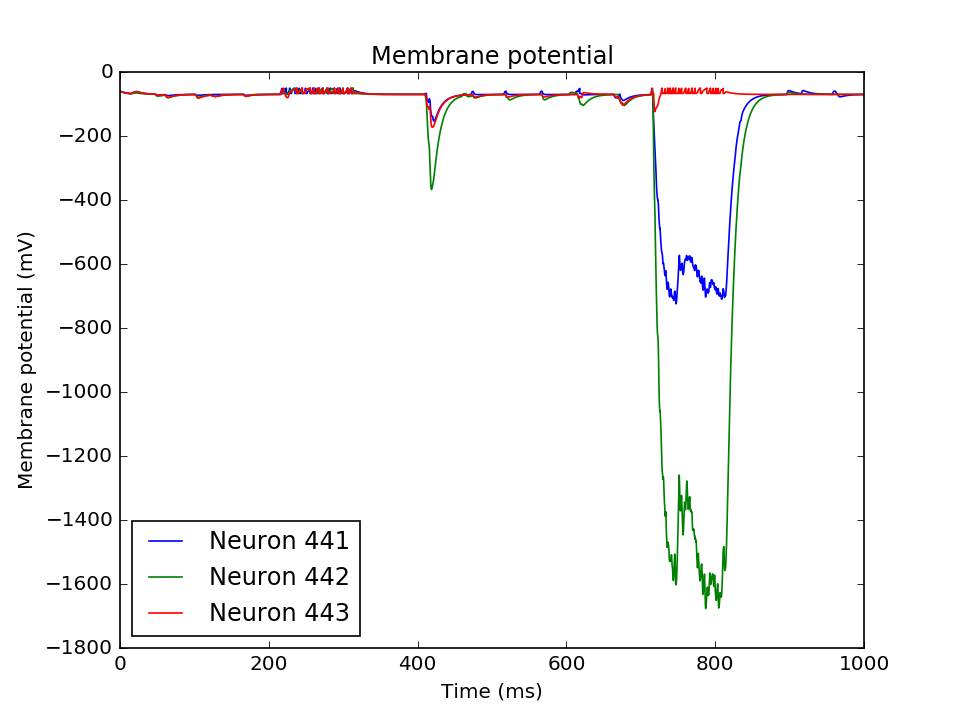 Membrane potential
0
−200
−400
−600
−800
−1000
−1200
−1400
−1600
−1800
Membrane potential (mV)
Neuron 441
Neuron 442
Neuron 443
0 200 400 600 800 1000
Time (ms)